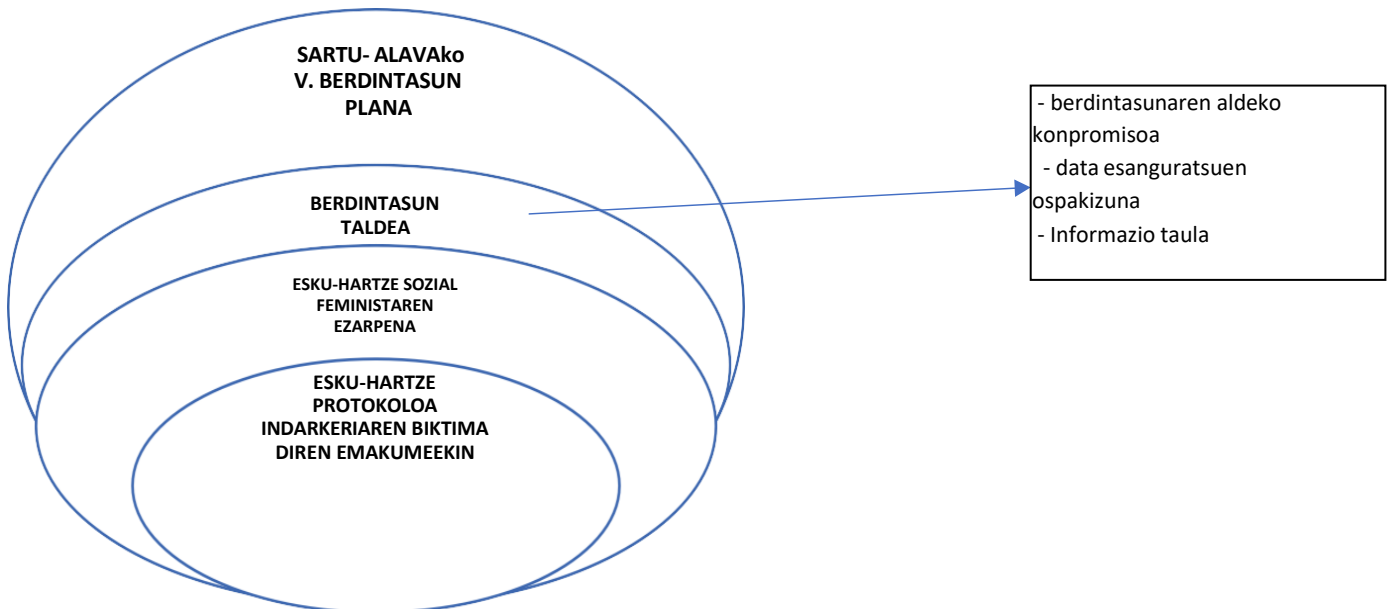 SARTU- ALAVAko
V. BERDINTASUN
PLANA
BERDINTASUN
TALDEA
ESKU-HARTZE SOZIAL
FEMINISTAREN
EZARPENA
ESKU-HARTZE
PROTOKOLOA
INDARKERIAREN BIKTIMA
DIREN EMAKUMEEKIN
- berdintasunaren aldeko
konpromisoa
- data esanguratsuen
ospakizuna
- Informazio taula